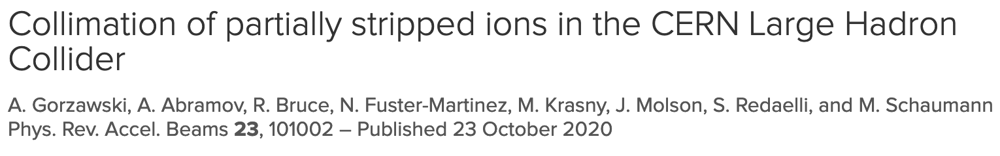 Collimation of partially stripped ions in the CERN Large Hadron
Collider
A. Gorzawski, A. Abramov, R. Bruce, N. Fuster-Martinez, M. Krasny, J. Molson, S. Redaelli, and M. Schaumann
Phys. Rev. Accel. Beams 23, 101002 – Published 23 October 2020